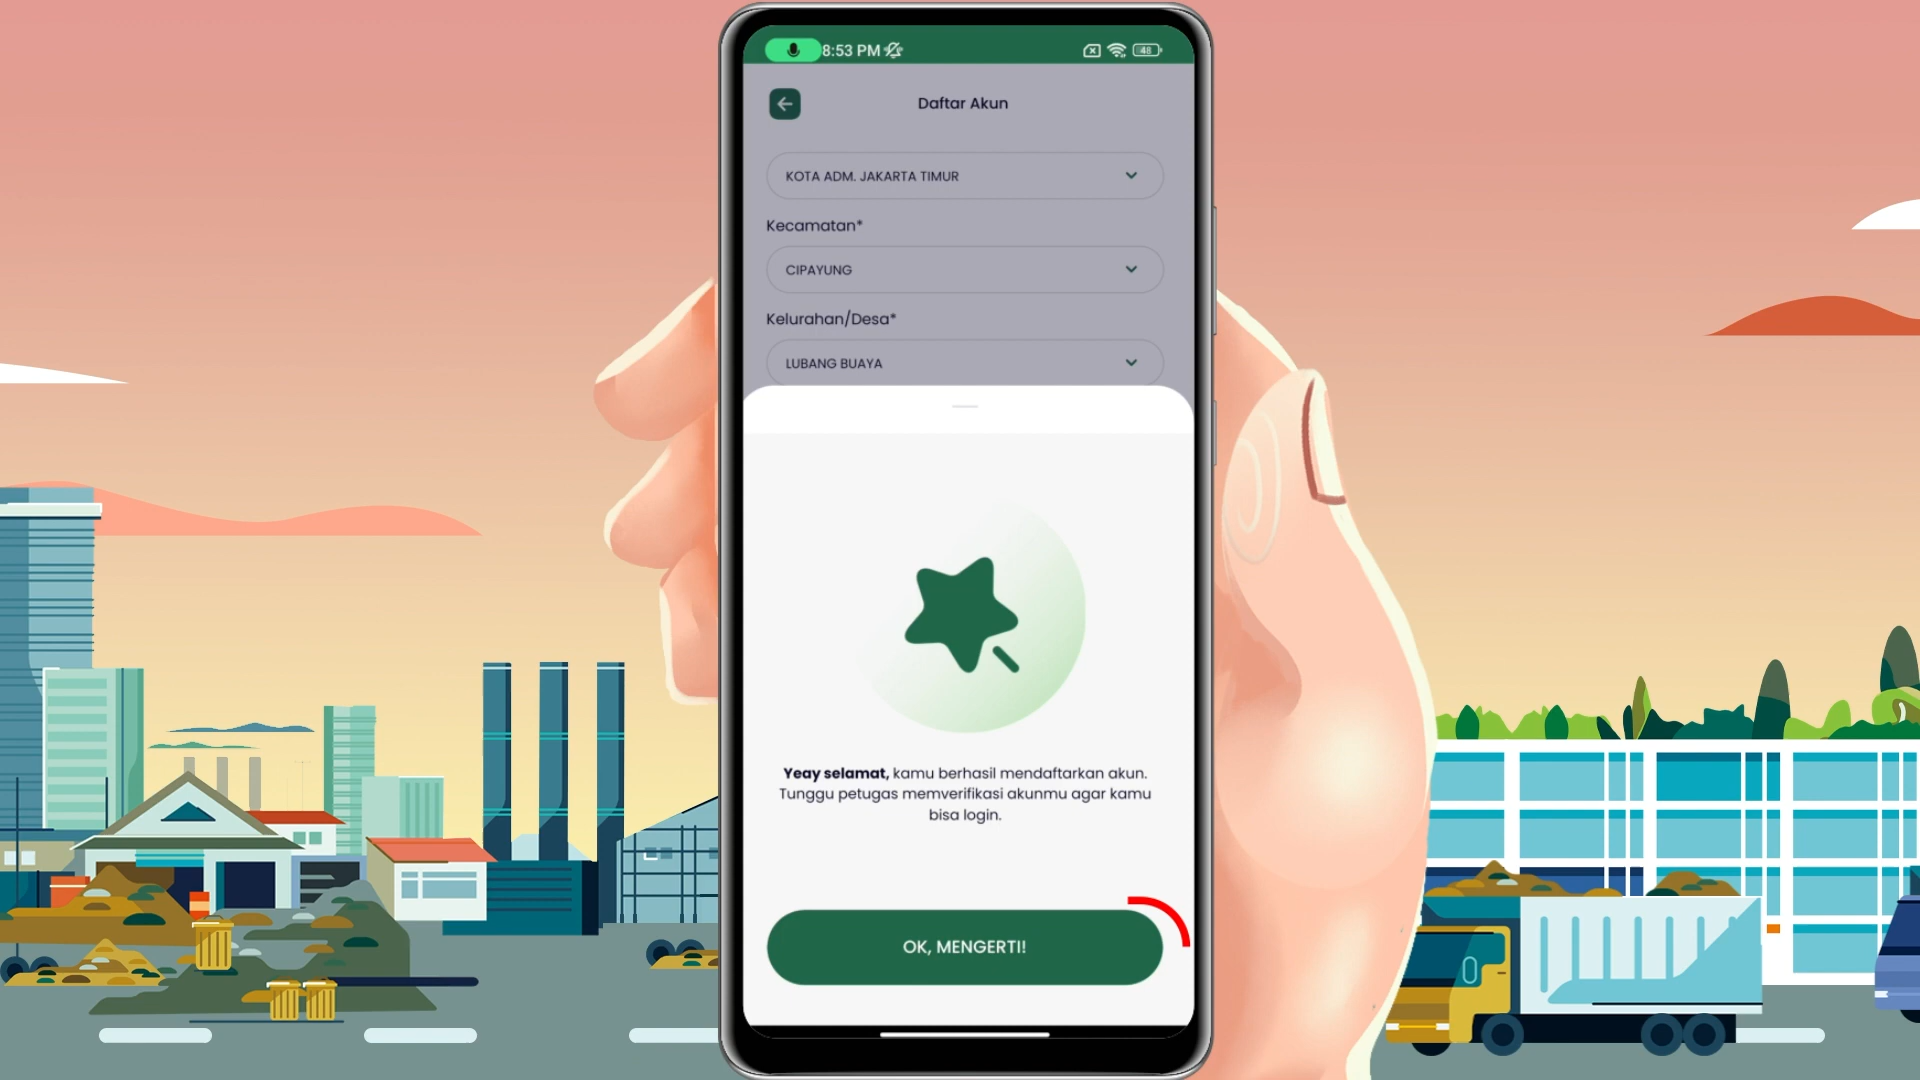 8:53 PM
48
Daftar Akun
KOTA ADM. JAKARTA TIMUR
Kecamatan*
CIPAYUNG
Kelurahan/Desa*
LUBANG BUAYA
Yeay selamat, kamu berhasil mendaftarkan akun.
Tunggu petugas memverifikasi akunmu agar kamu
bisa login.
OK, MENGERTI!